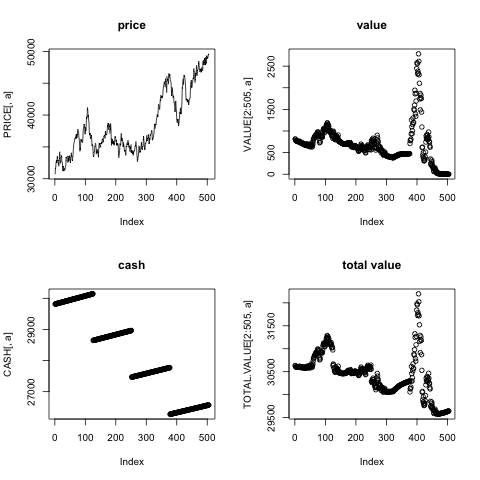 price
PRICE[, a]
30000
40000
50000
0 100 200 300 400 500
Index
value
VALUE[2:505, a]
0
500
1500
2500
0 100 200 300 400 500
Index
cash
CASH[, a]
27000
29000
0 100 200 300 400 500
Index
total value
TOTAL.VALUE[2:505, a]
29500
30500
31500
0 100 200 300 400 500
Index